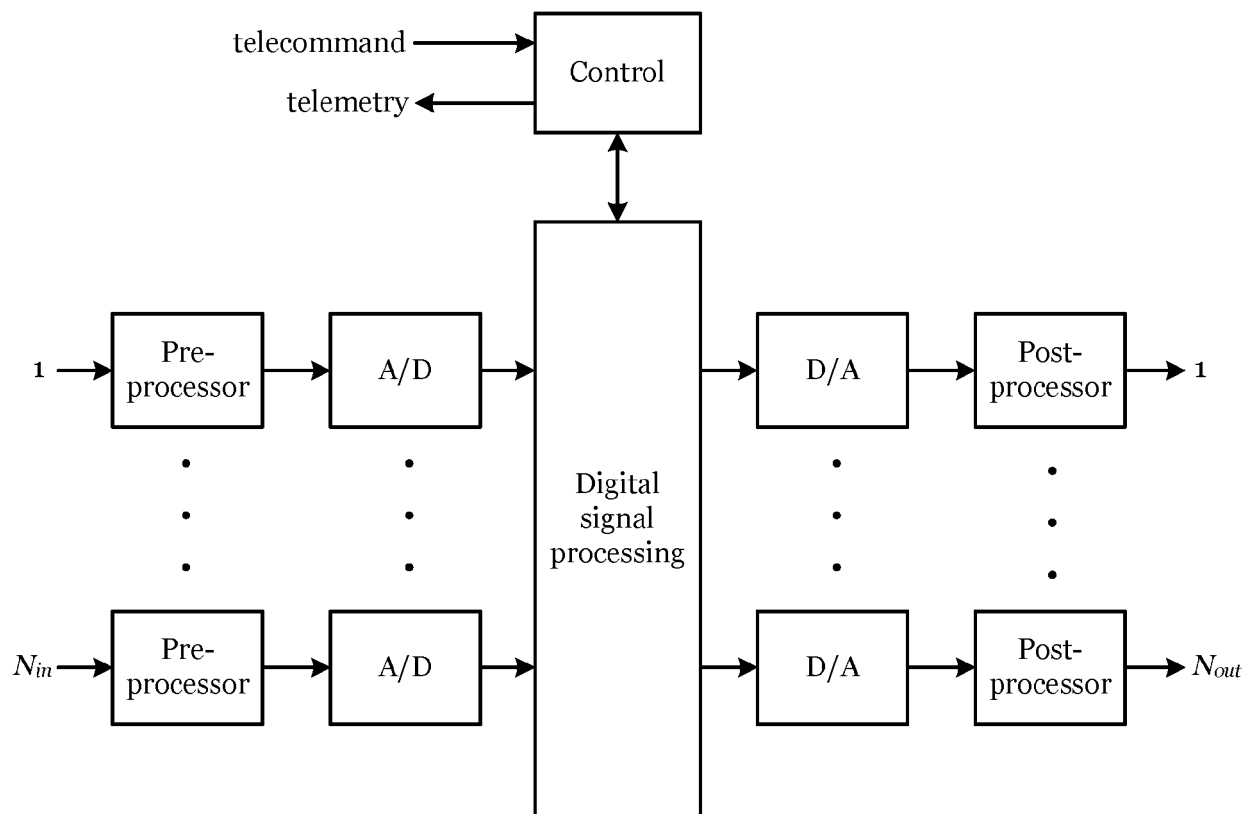 telecommand
telemetry
Control
1
Pre-
processor
A/D
D/A
Post-
processor
1
Digital
signal
processing
N_in
Pre-
processor
A/D
D/A
Post-
processor
N_out